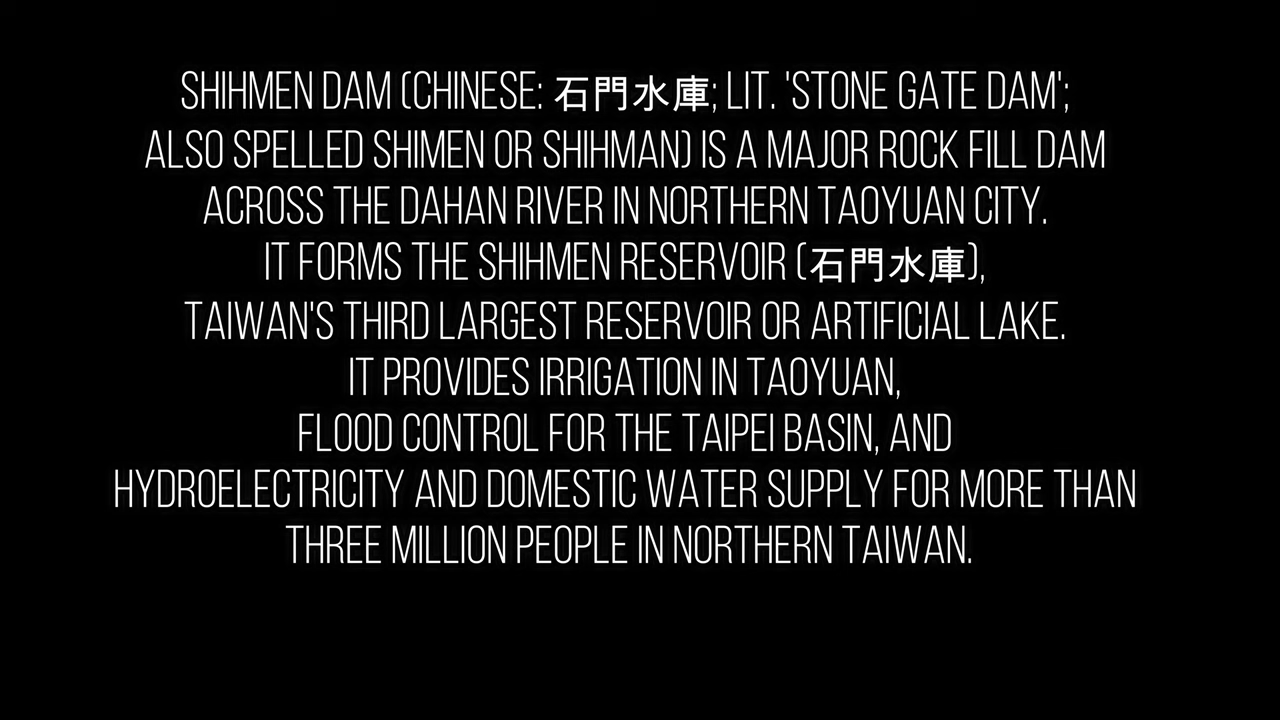 SHIHMEN DAM (CHINESE: 石門水庫; LIT. 'STONE GATE DAM';
ALSO SPELLED SHIMEN OR SHIHMAN) IS A MAJOR ROCK FILL DAM
ACROSS THE DAHAN RIVER IN NORTHERN TAOYUAN CITY.
IT FORMS THE SHIHMEN RESERVOIR (石門水庫),
TAIWAN'S THIRD LARGEST RESERVOIR OR ARTIFICIAL LAKE.
IT PROVIDES IRRIGATION IN TAOYUAN,
FLOOD CONTROL FOR THE TAIPEI BASIN, AND
HYDROELECTRICITY AND DOMESTIC WATER SUPPLY FOR MORE THAN
THREE MILLION PEOPLE IN NORTHERN TAIWAN.